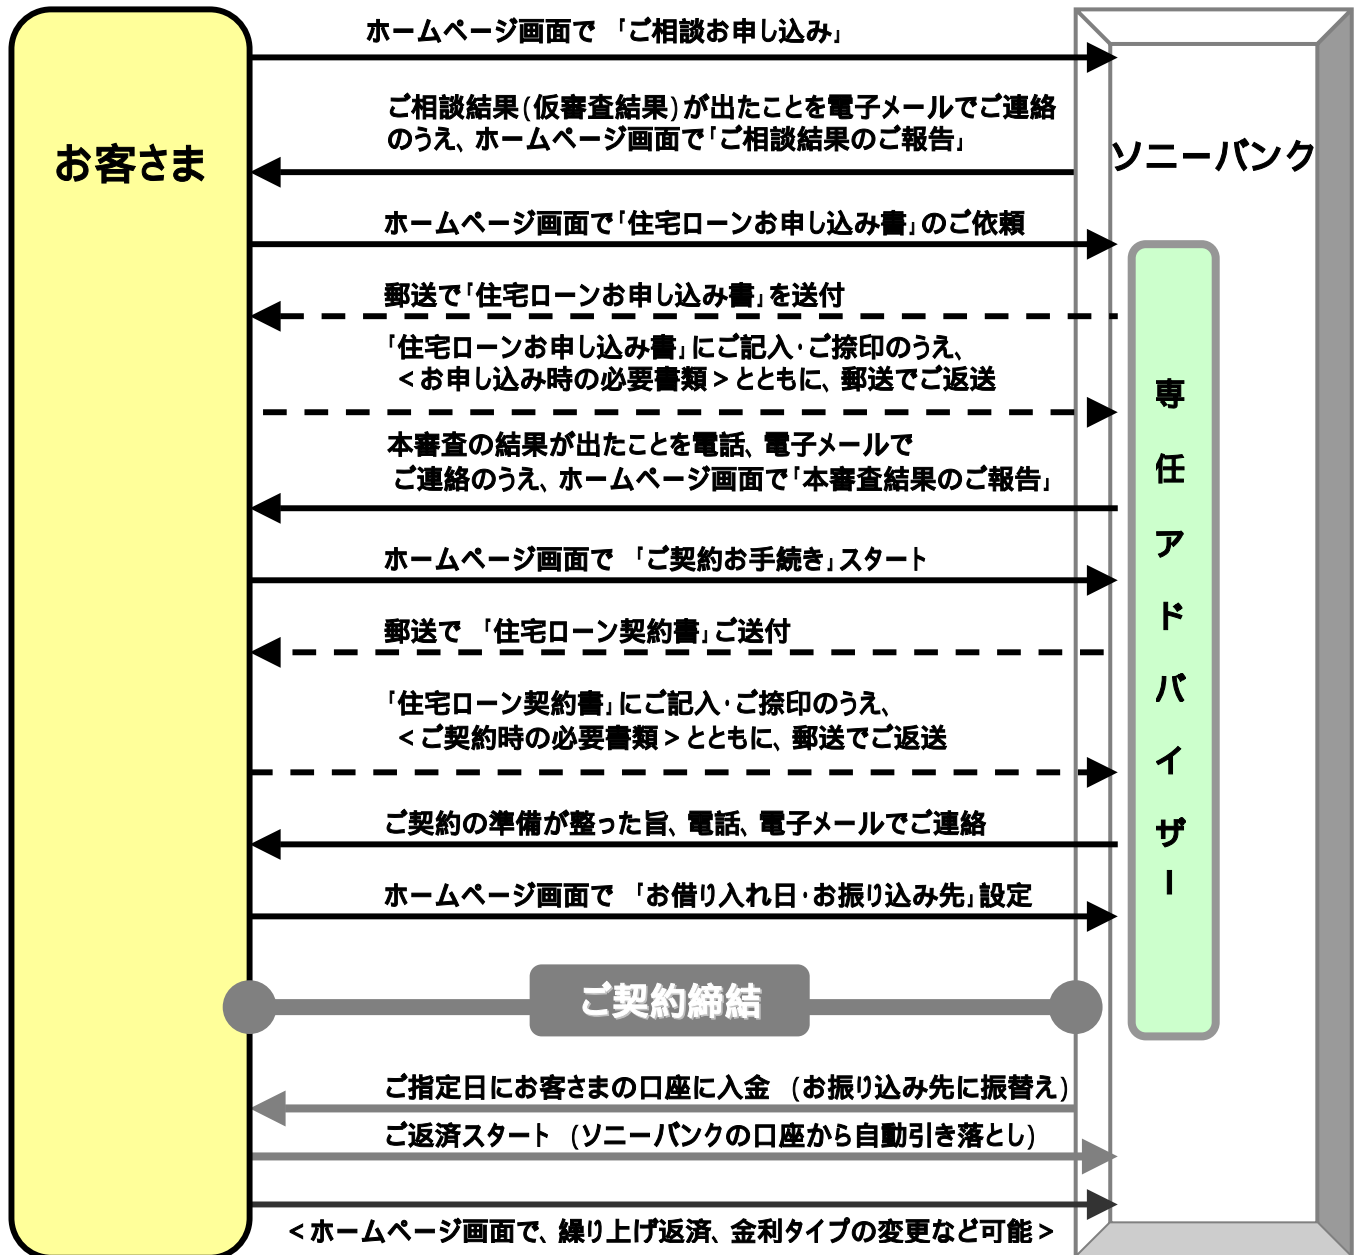 ホームページ画面で 「ご相談お申し込み」
ご相談結果(仮審査結果)が出たことを電子メールでご連絡
のうえ、ホームページ画面で「ご相談結果のご報告」
お客さま
ソニーバンク
ホームページ画面で「住宅ローンお申し込み書」のご依頼
郵送で「住宅ローンお申し込み書」を送付
「住宅ローンお申し込み書」にご記入・ご捺印のうえ、
<お申し込み時の必要書類>とともに、郵送でご返送
本審査の結果が出たことを電話、電子メールで
ご連絡のうえ、ホームページ画面で「本審査結果のご報告」
専任アドバイザー
ホームページ画面で 「ご契約お手続き」スタート
郵送で 「住宅ローン契約書」ご送付
「住宅ローン契約書」にご記入・ご捺印のうえ、
<ご契約時の必要書類>とともに、郵送でご返送
ご契約の準備が整った旨、電話、電子メールでご連絡
ホームページ画面で 「お借り入れ日・お振り込み先」設定
ご契約締結
ご指定日にお客さまの口座に入金 (お振り込み先に振替え)
ご返済スタート (ソニーバンクの口座から自動引き落とし)
<ホームページ画面で、繰り上げ返済、金利タイプの変更など可能>